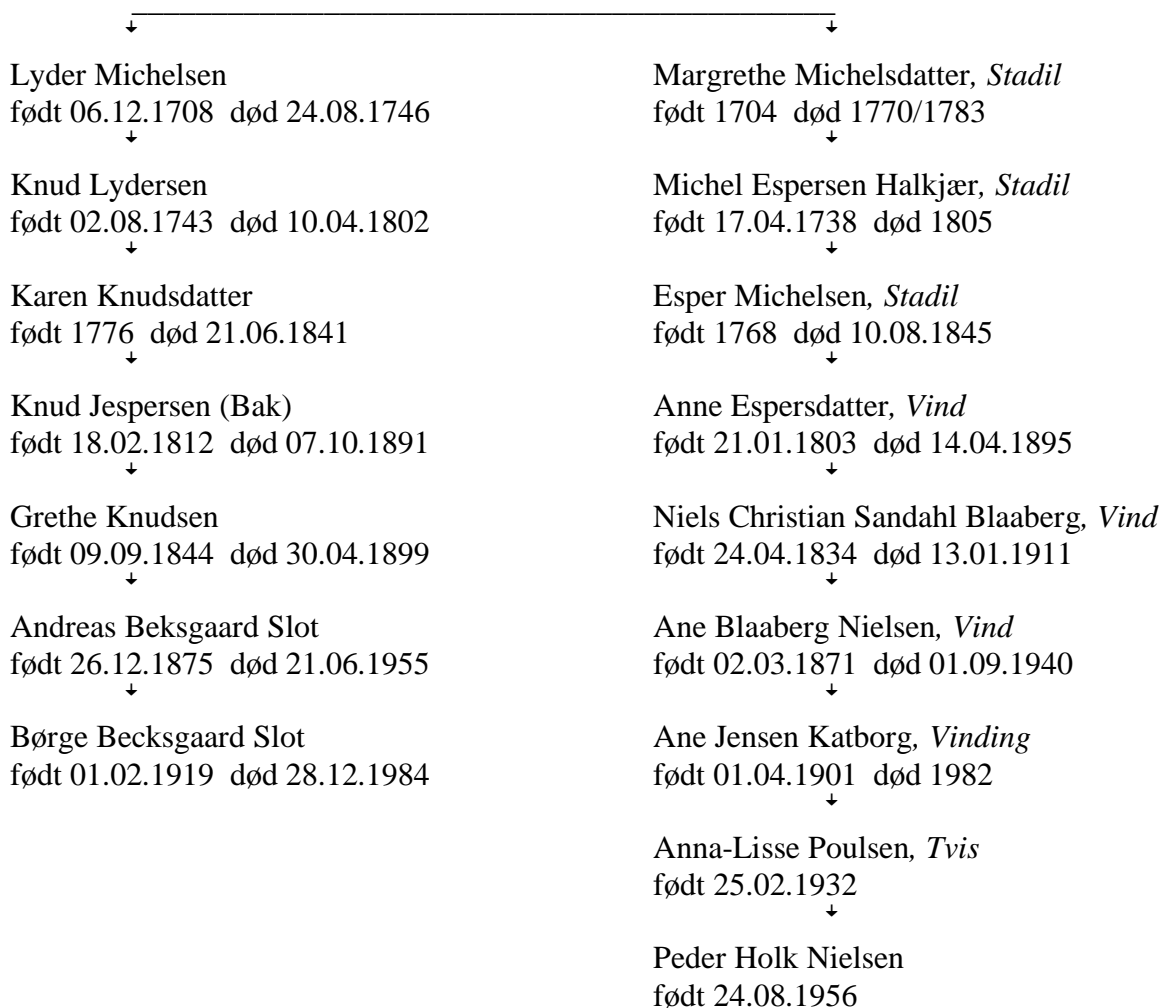 Lyder Michelsen
født 06.12.1708 død 24.08.1746
Knud Lydersen
født 02.08.1743 død 10.04.1802
Karen Knudsdatter
født 1776 død 21.06.1841
Knud Jespersen (Bak)
født 18.02.1812 død 07.10.1891
Grethe Knudsen
født 09.09.1844 død 30.04.1899
Andreas Beksgaard Slot
født 26.12.1875 død 21.06.1955
Børge Becksgaard Slot
født 01.02.1919 død 28.12.1984
Margrethe Michelsdatter, Stadil
født 1704 død 1770/1783
Michel Espersen Halkjær, Stadil
født 17.04.1738 død 1805
Esper Michelsen, Stadil
født 1768 død 10.08.1845
Anne Espersdatter, Vind
født 21.01.1803 død 14.04.1895
Niels Christian Sandahl Blaaberg, Vind
født 24.04.1834 død 13.01.1911
Ane Blaaberg Nielsen, Vind
født 02.03.1871 død 01.09.1940
Ane Jensen Katborg, Vinding
født 01.04.1901 død 1982
Anna-Lisse Poulsen, Tvis
født 25.02.1932
Peder Holk Nielsen
født 24.08.1956